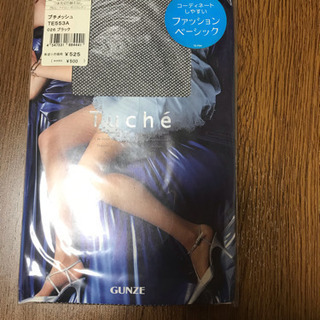 プチメッシュ
TE553A
026 ブラック
¥525
¥500
コーディネート
しやすい
ファッション
ベーシック
Tuché
GUNZE